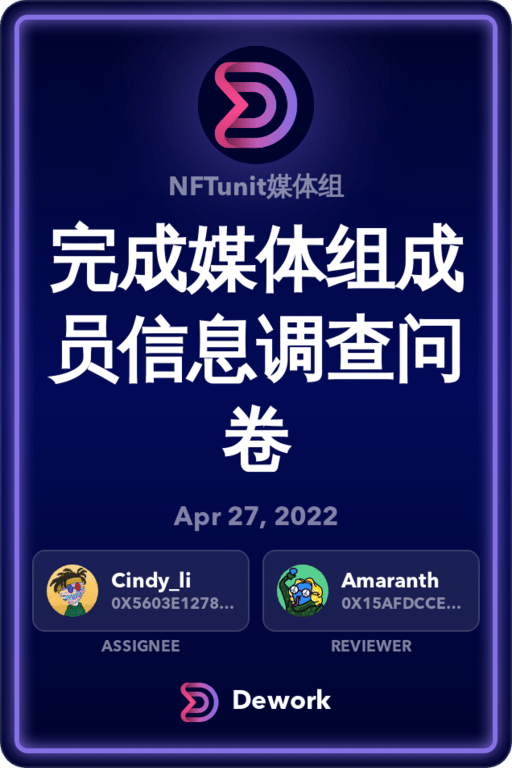 NFTunit媒体组
完成媒体组成
员信息调查问
卷
Apr 27, 2022
Cindy_li
0X5603E1278...
Amaranth
0X15AFDCCE...
ASSIGNEE
REVIEWER
Dework